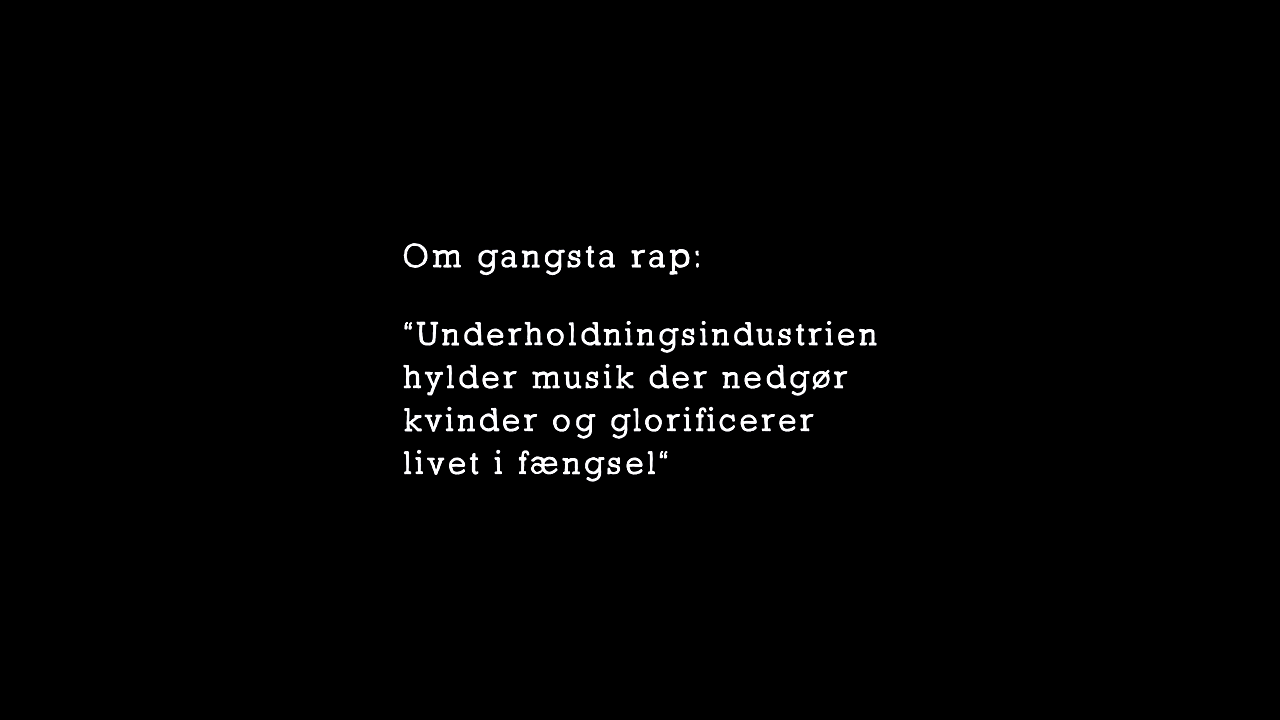 Om gangsta rap:
“Underholdningsindustrien
hylder musik der nedgør
kvinder og glorificerer
livet i fængsel“